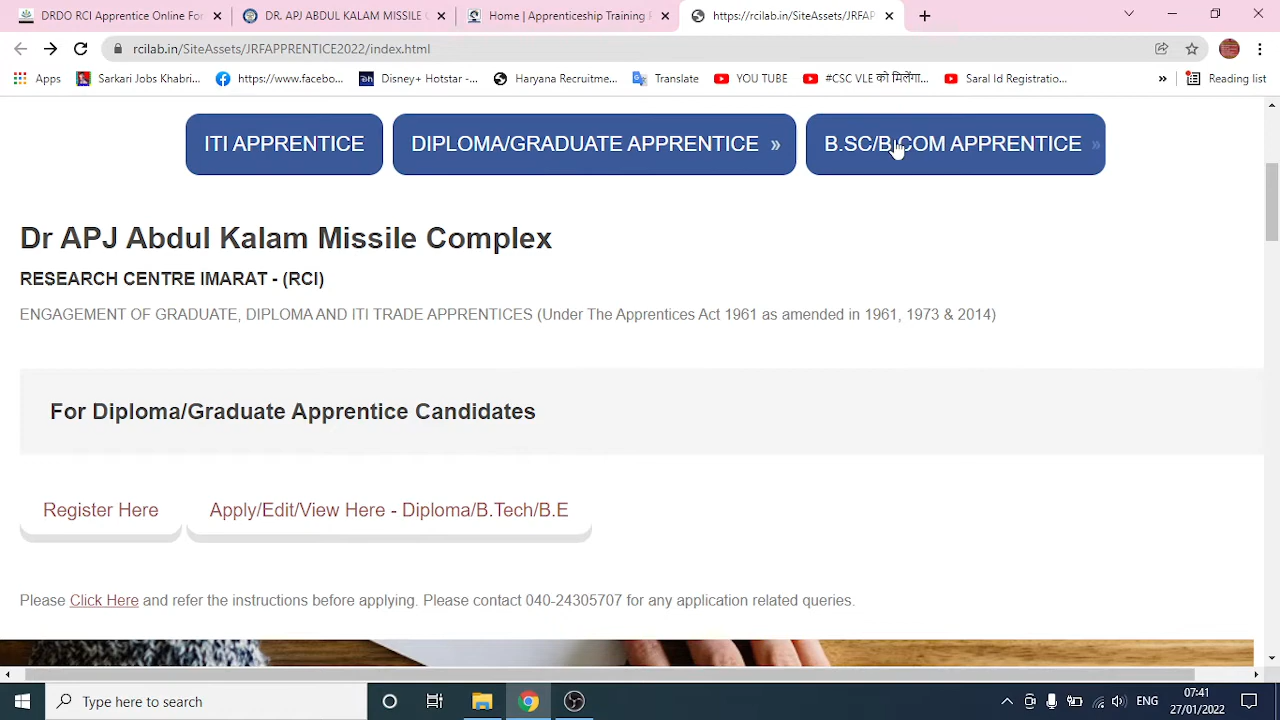 DRDO RCI Apprentice Online Fo
DR. APJ ABDUL KALAM MISSILE
Home | Apprenticeship Training
https://rcilab.in/SiteAssets/JRFAP
rcilab.in/SiteAssets/JRFAPPRENTICE2022/index.html
Apps
Sarkari Jobs Khabri...
https://www.facebo...
Disney+ Hotstar -...
Haryana Recruitme...
Translate
YOU TUBE
#CSC VLE को मिलेंगा...
Saral Id Registratio...
»
Reading list
ITI APPRENTICE
DIPLOMA/GRADUATE APPRENTICE »
B.SC/B.COM APPRENTICE »
Dr APJ Abdul Kalam Missile Complex
RESEARCH CENTRE IMARAT - (RCI)
ENGAGEMENT OF GRADUATE, DIPLOMA AND ITI TRADE APPRENTICES (Under The Apprentices Act 1961 as amended in 1961, 1973 & 2014)
For Diploma/Graduate Apprentice Candidates
Register Here
Apply/Edit/View Here - Diploma/B.Tech/B.E
Please Click Here and refer the instructions before applying. Please contact 040-24305707 for any application related queries.
Type here to search
ENG
07:41
27/01/2022